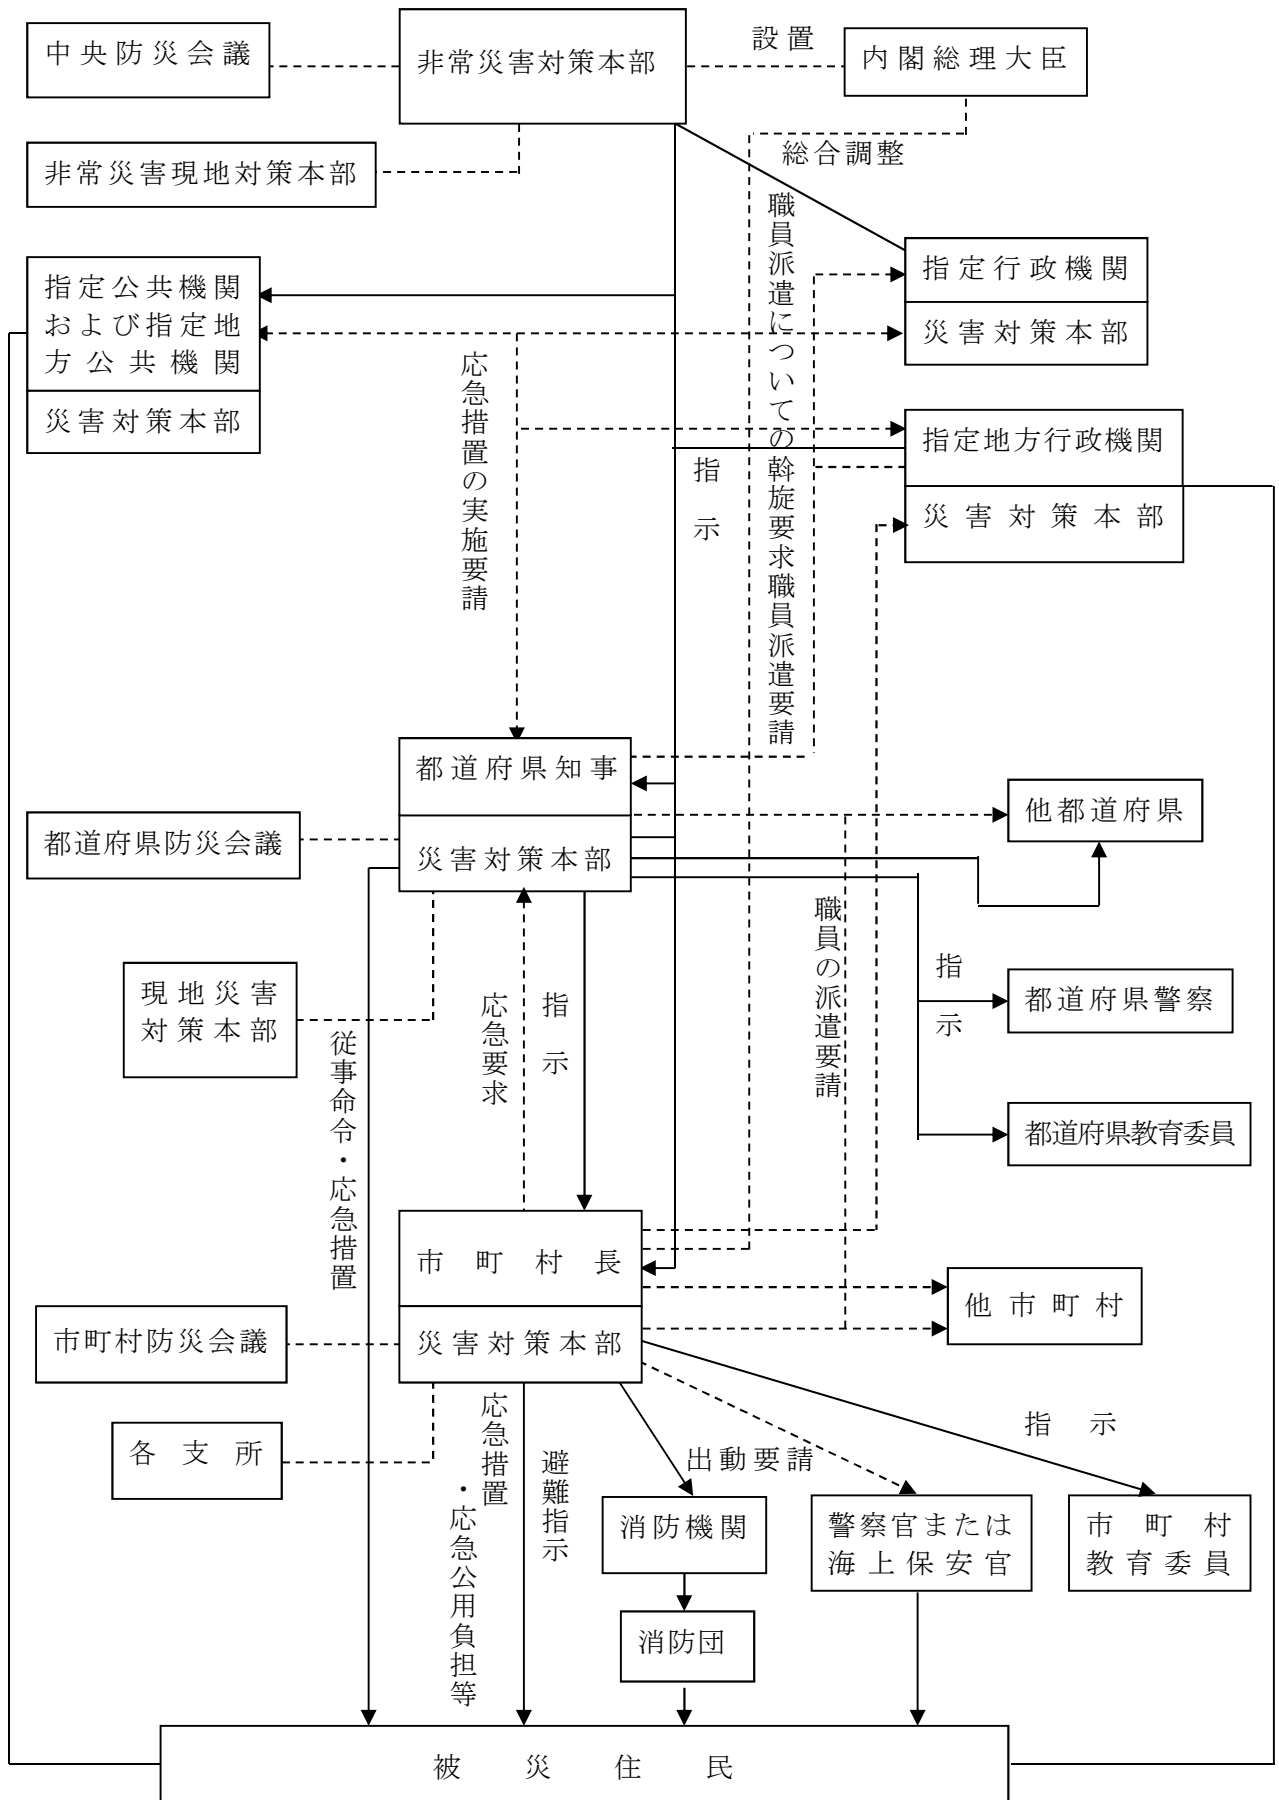 中央防災会議
非常災害対策本部
設置
内閣総理大臣
総合調整
非常災害現地対策本部
職員派遣についての斡旋要求職員派遣要請
指定行政機関
災害対策本部
指定公共機関
および指定地
方公共機関
災害対策本部
応急措置の実施要請
指定地方行政機関
災害対策本部
指示
都道府県知事
災害対策本部
都道府県防災会議
他都道府県
職員の派遣要請
指示
都道府県警察
現地災害
対策本部
応急要求
指示
従事命令・応急措置
都道府県教育委員
市町村長
災害対策本部
他市町村
市町村防災会議
各支所
応急措置
・応急公用負担等
避難指示
出動要請
指示
消防機関
警察官または
海上保安官
市町村
教育委員
消防団
被災住民